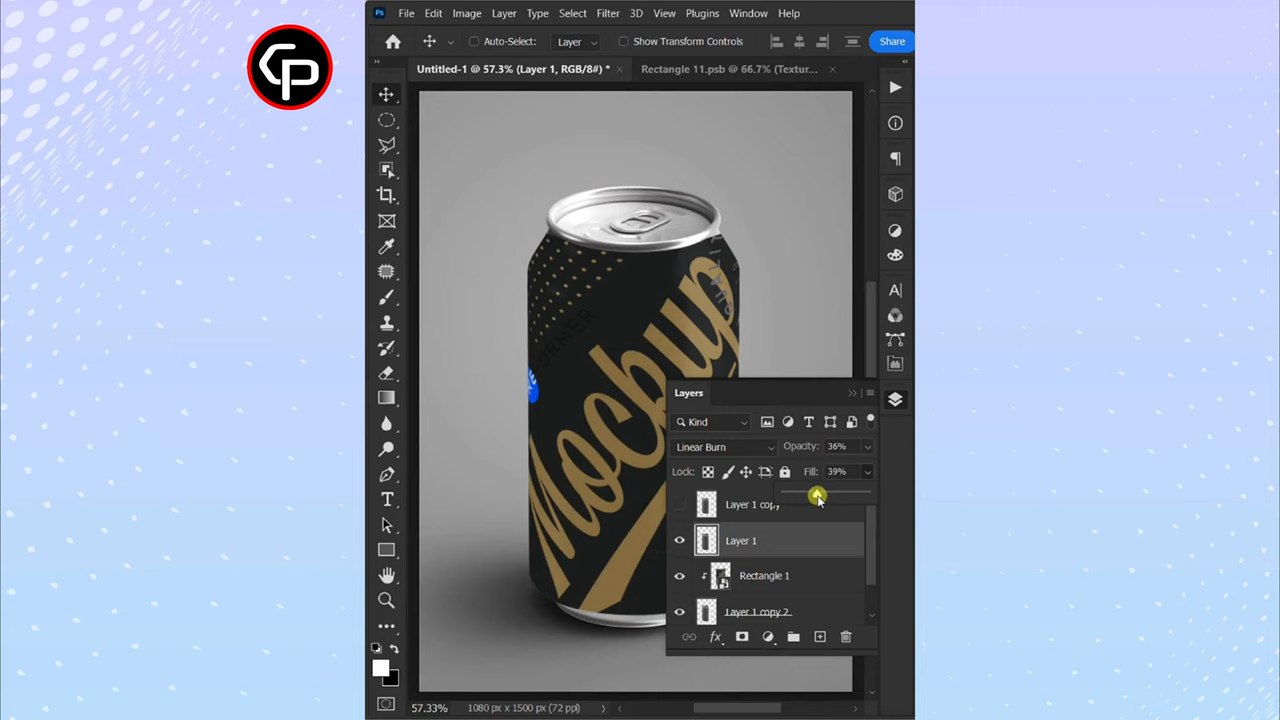 CP
Ps File Edit Image Layer Type Select Filter 3D View Plugins Window Help
Auto-Select: Layer Show Transform Controls Share
Untitled-1 @ 57.3% (Layer 1, RGB/8#) * × Rectangle 11.psb @ 66.7% (Textur... ×
ORMER
Mockup
Layers
Kind
Linear Burn Opacity: 36%
Lock: Fill: 39%
Layer 1 copy
Layer 1
Rectangle 1
Layer 1 copy 2
fx
57.33% 1080 px x 1500 px (72 ppi)